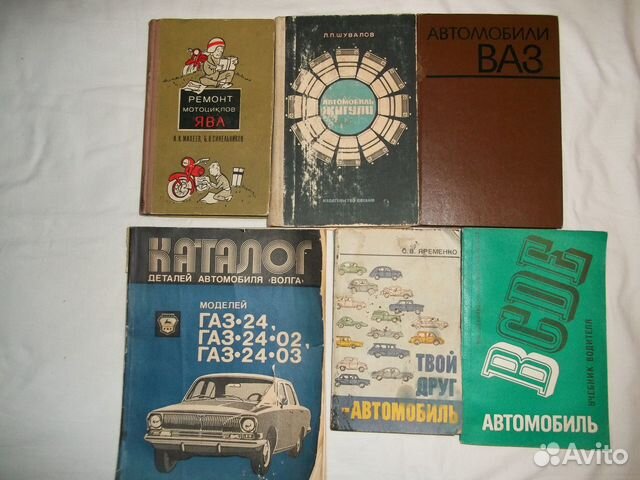 РЕМОНТ
МОТОЦИКЛОВ
ЯВА
Л.П.ШУВАЛОВ
АВТОМОБИЛЬ
ЖИГУЛИ
АВТОМОБИЛИ
ВАЗ
КАТАЛОГ
ДЕТАЛЕЙ АВТОМОБИЛЯ «ВОЛГА»
МОДЕЛЕЙ
ГАЗ·24,
ГАЗ·24·02,
ГАЗ·24·03
С. В. ЯРЕМЕНКО
ТВОЙ
ДРУГ
-АВТОМОБИЛЬ
BCDE
УЧЕБНИК ВОДИТЕЛЯ
АВТОМОБИЛЬ
Avito